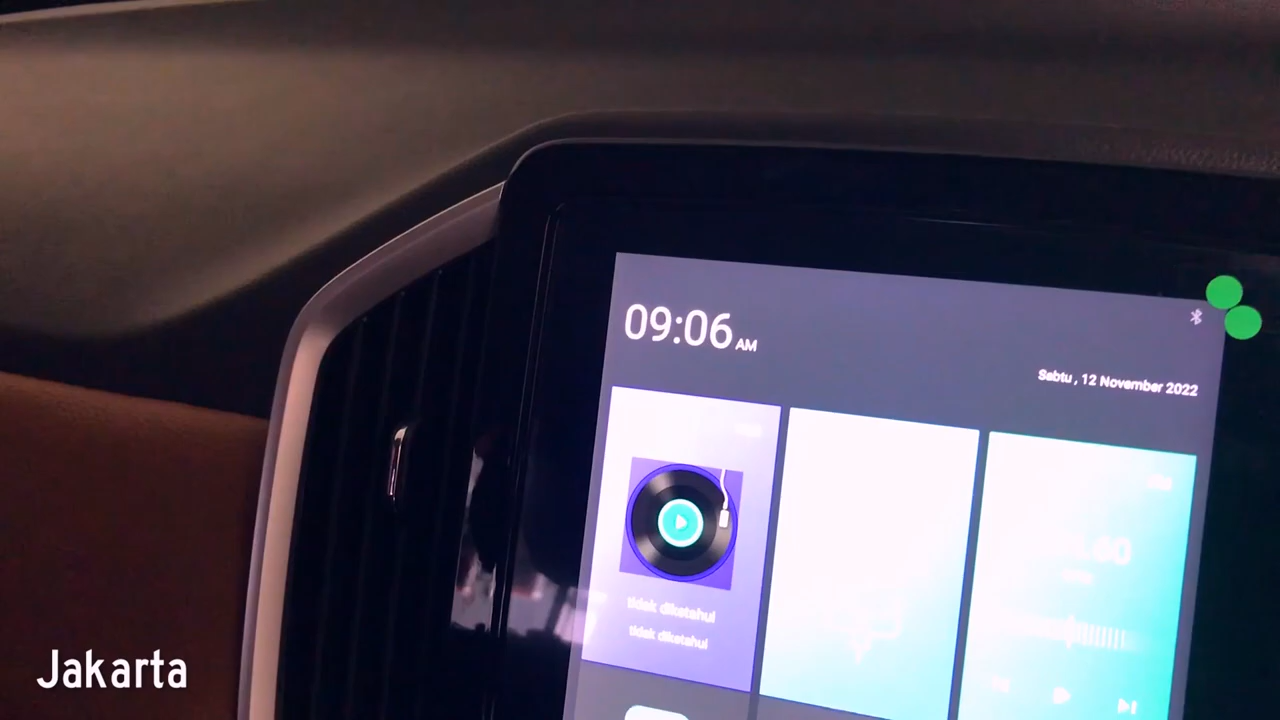 09:06 AM
Sabtu , 12 November 2022
tidak diketahui
tidak diketahui
Jakarta